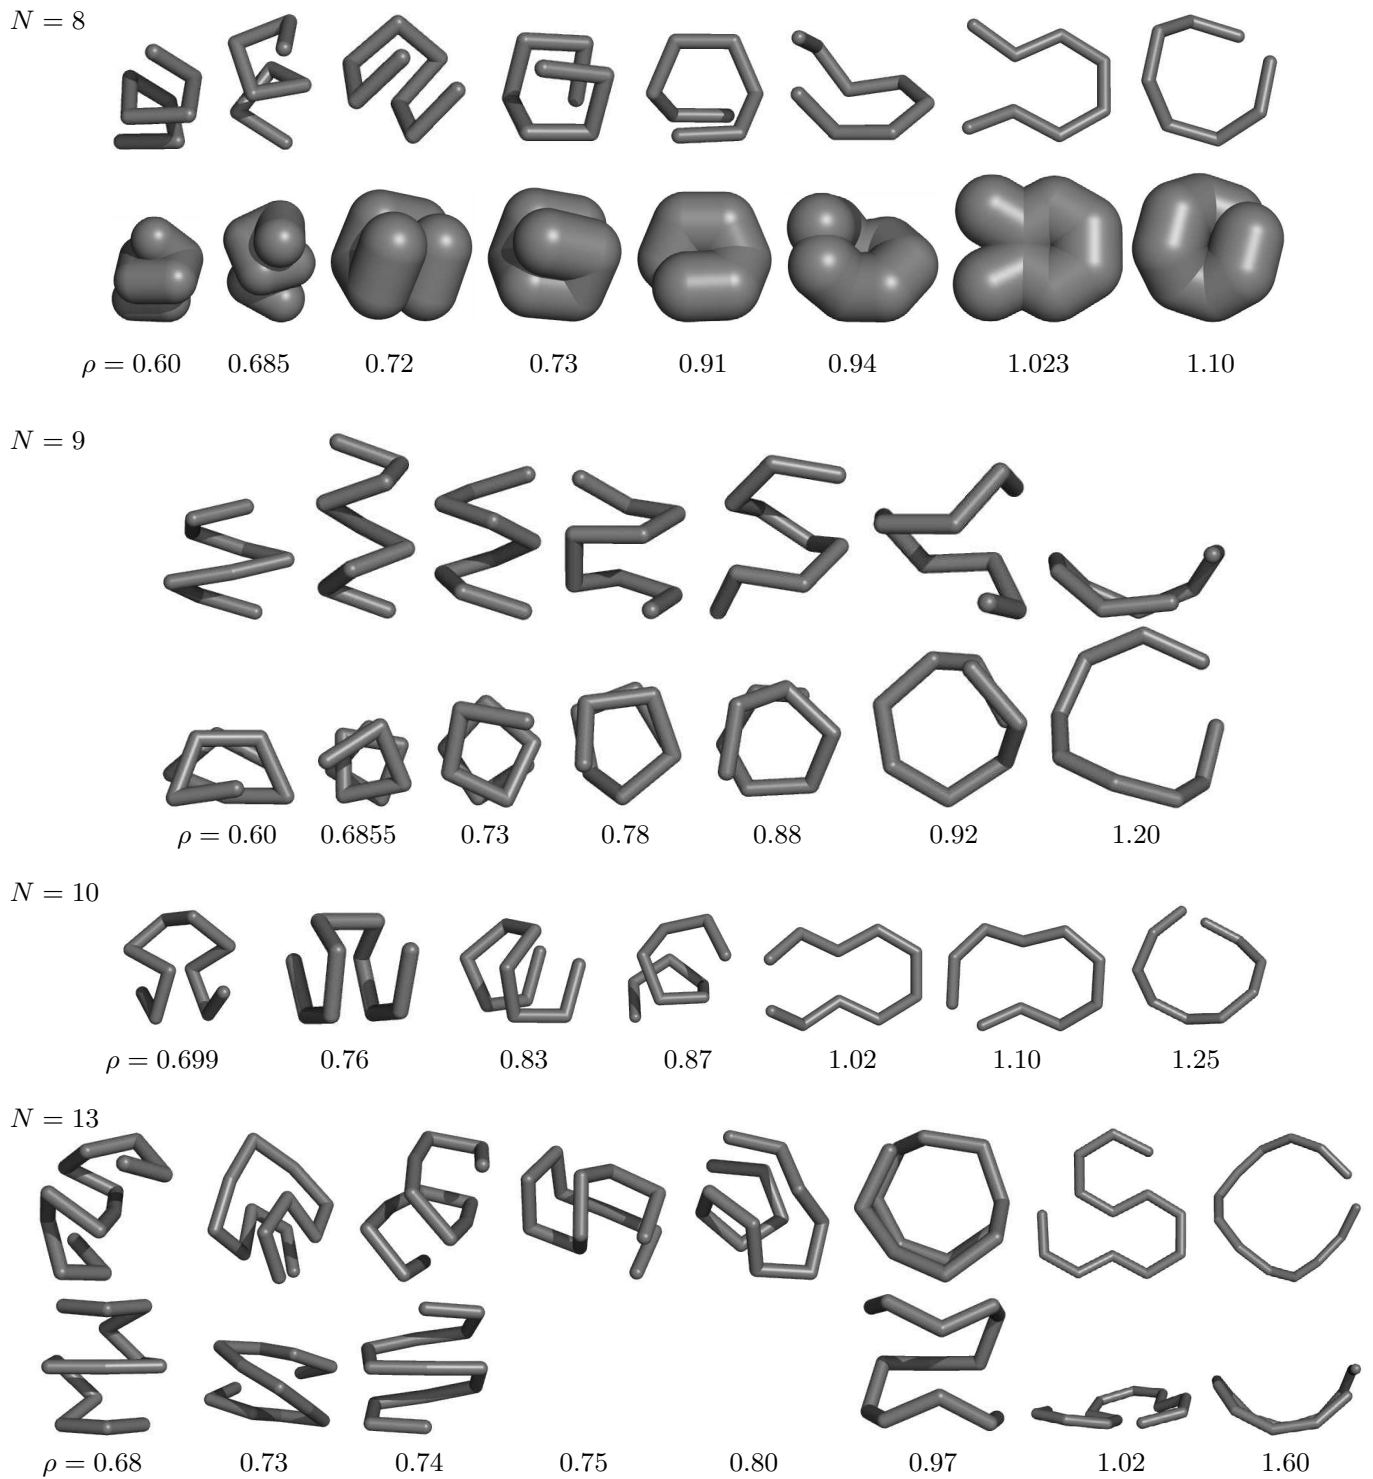 N = 8
ρ = 0.60 0.685 0.72 0.73 0.91 0.94 1.023 1.10
N = 9
ρ = 0.60 0.6855 0.73 0.78 0.88 0.92 1.20
N = 10
ρ = 0.699 0.76 0.83 0.87 1.02 1.10 1.25
N = 13
ρ = 0.68 0.73 0.74 0.75 0.80 0.97 1.02 1.60